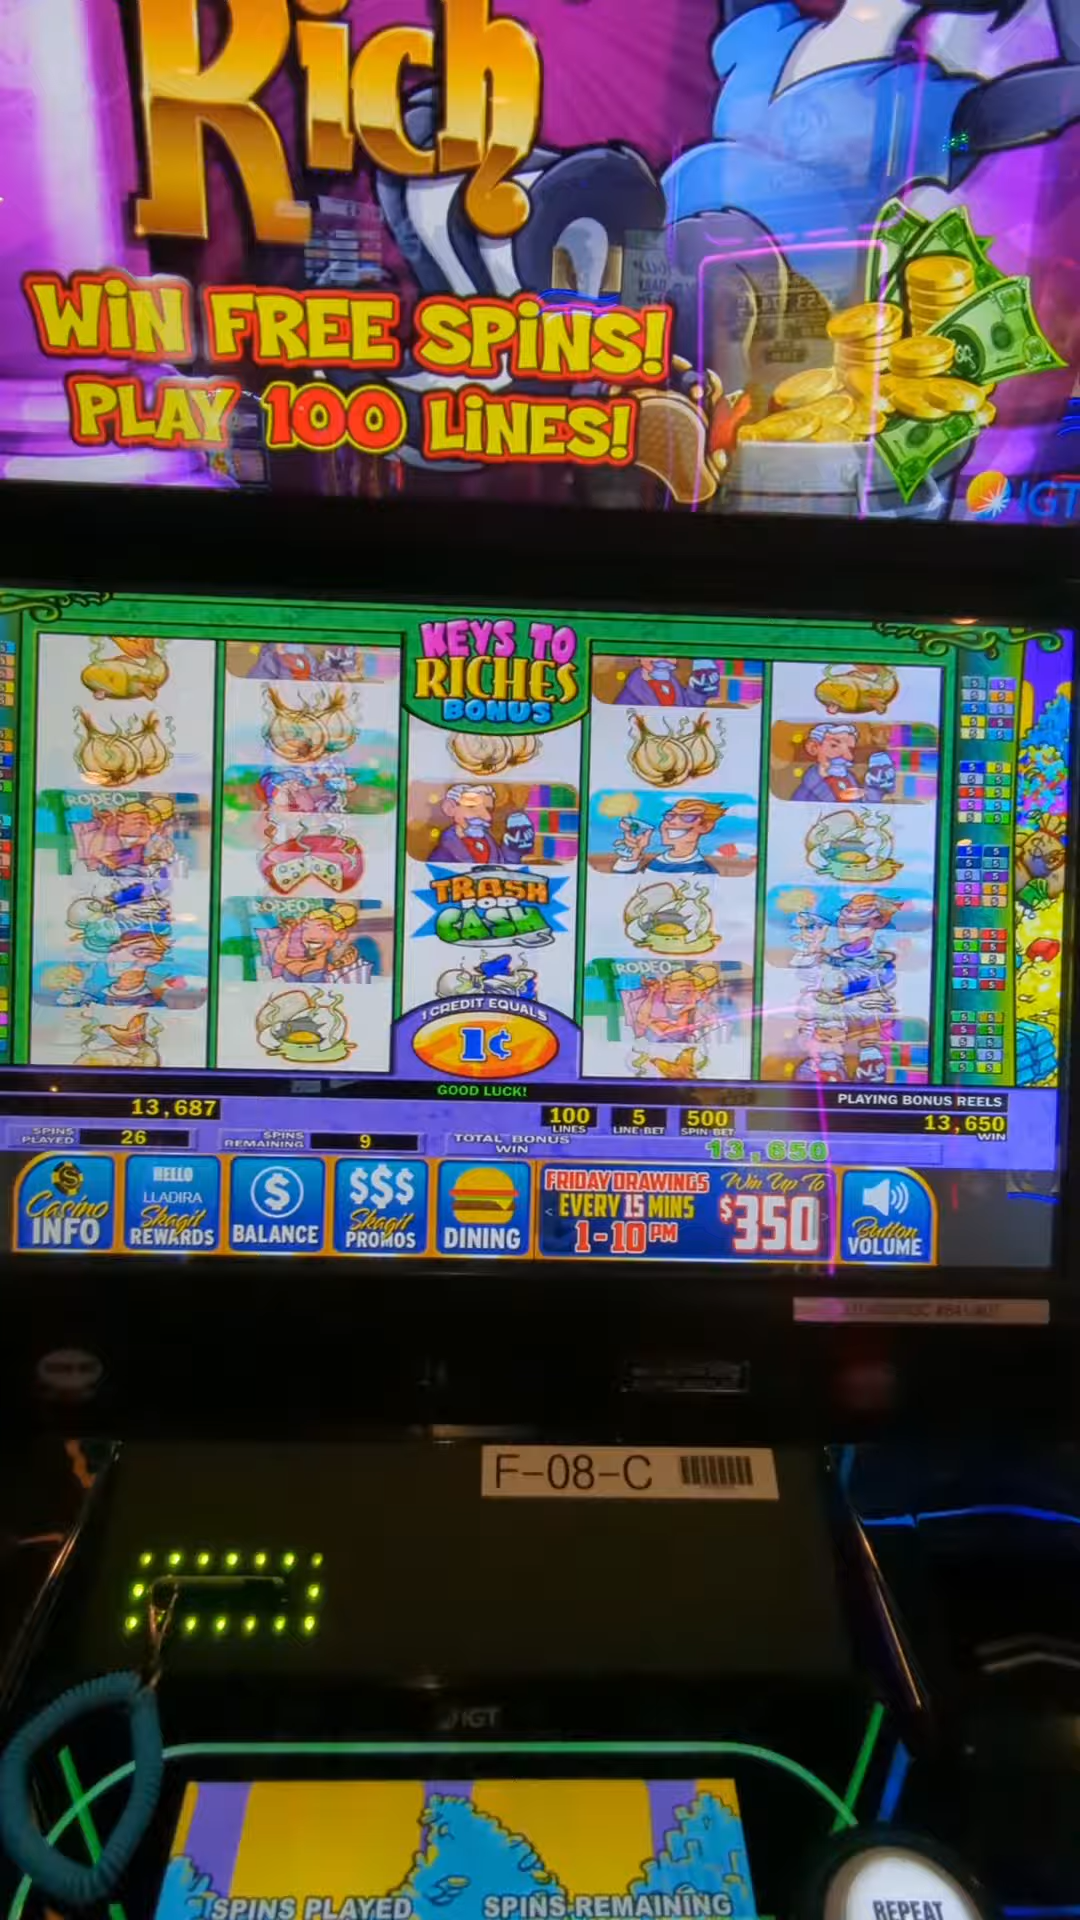 Rich
WIN FREE SPINS!
PLAY 100 LINES!
IGT
KEYS TO
RICHES
BONUS
RODEO
RODEO
TRASH
FOR
CASH
RODEO
1 CREDIT EQUALS
1¢
GOOD LUCK!
PLAYING BONUS REELS
13,687
100
LINES
5
LINE BET
500
SPIN BET
13,650
WIN
SPINS
PLAYED
26
SPINS
REMAINING
9
TOTAL BONUS
WIN
13,650
Casino
INFO
HELLO
LLADIRA
Skagit
REWARDS
$
BALANCE
$$$
Skagit
PROMOS
DINING
FRIDAY DRAWINGS
EVERY 15 MINS
1-10 PM
Win Up To
$350
Button
VOLUME
F-08-C
IGT
SPINS PLAYED
SPINS REMAINING
REPEAT